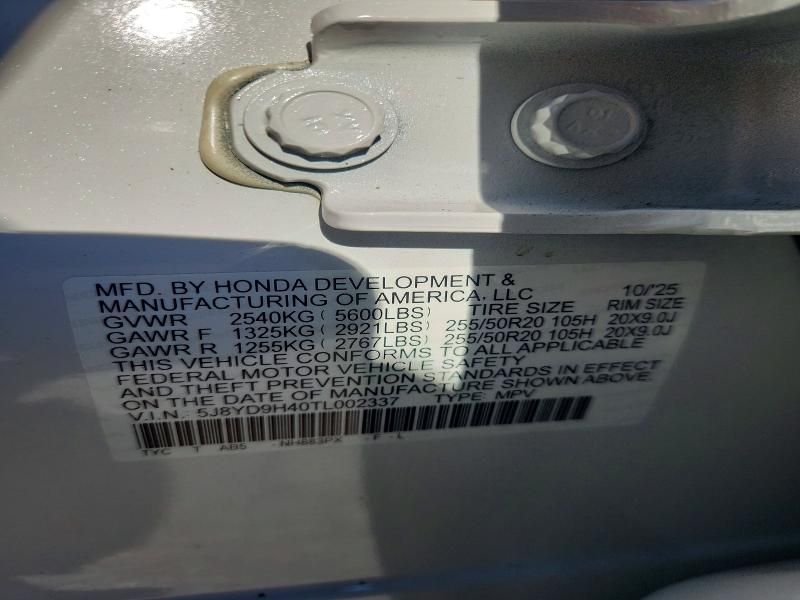 MFD. BY HONDA DEVELOPMENT & 10/'25
MANUFACTURING OF AMERICA, LLC
GVWR 2540KG ( 5600LBS) TIRE SIZE RIM SIZE
GAWR F 1325KG ( 2921LBS) 255/50R20 105H 20X9.0J
GAWR R 1255KG ( 2767LBS) 255/50R20 105H 20X9.0J
THIS VEHICLE CONFORMS TO ALL APPLICABLE
FEDERAL MOTOR VEHICLE SAFETY
AND THEFT PREVENTION STANDARDS IN EFFECT
ON THE DATE OF MANUFACTURE SHOWN ABOVE.
V.I.N.: 5J8YD9H40TL002337 TYPE: MPV
TYC T AB5 NH883PX - F - L